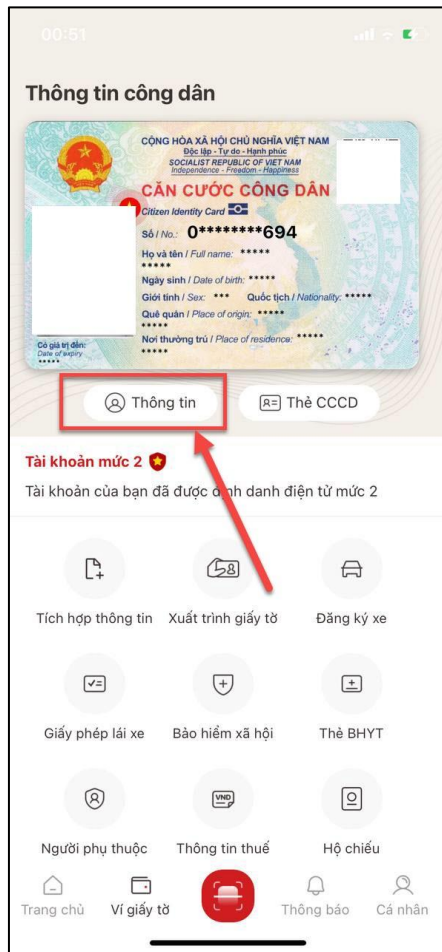 00:51
Thông tin công dân
CỘNG HÒA XÃ HỘI CHỦ NGHĨA VIỆT NAM
Độc lập - Tự do - Hạnh phúc
SOCIALIST REPUBLIC OF VIET NAM
Independence - Freedom - Happiness
CĂN CƯỚC CÔNG DÂN
Citizen Identity Card
Số / No.: 0********694
Họ và tên / Full name: *****
*****
Ngày sinh / Date of birth: *****
Giới tính / Sex: *** Quốc tịch / Nationality: *****
Quê quán / Place of origin: *****
*****
Nơi thường trú / Place of residence: *****
*****
Có giá trị đến:
Date of expiry
*****
Thông tin
Thẻ CCCD
Tài khoản mức 2
Tài khoản của bạn đã được định danh điện tử mức 2
Tích hợp thông tin
Xuất trình giấy tờ
Đăng ký xe
Giấy phép lái xe
Bảo hiểm xã hội
Thẻ BHYT
VND
Người phụ thuộc
Thông tin thuế
Hộ chiếu
Trang chủ
Ví giấy tờ
Thông báo
Cá nhân